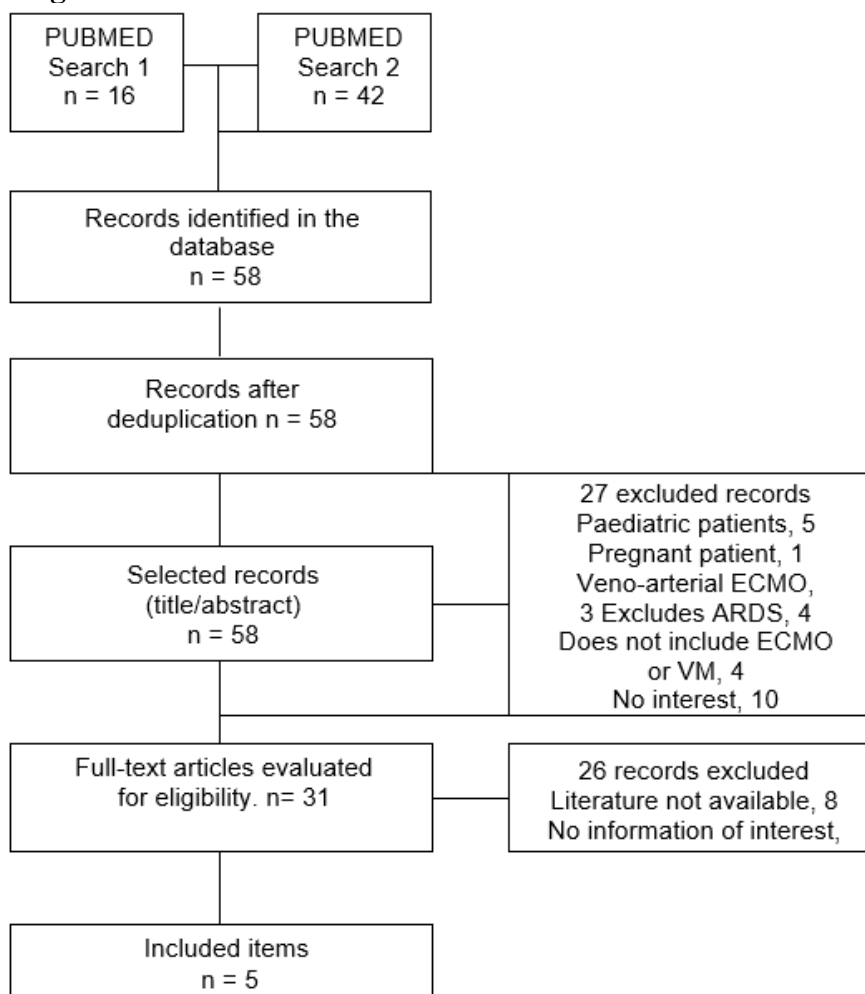 PUBMED
Search 1
n = 16
PUBMED
Search 2
n = 42
Records identified in the
database
n = 58
Records after
deduplication n = 58
27 excluded records
Paediatric patients, 5
Pregnant patient, 1
Veno-arterial ECMO,
3 Excludes ARDS, 4
Does not include ECMO
or VM, 4
No interest, 10
Selected records
(title/abstract)
n = 58
Full-text articles evaluated
for eligibility. n= 31
26 records excluded
Literature not available, 8
No information of interest,
Included items
n = 5